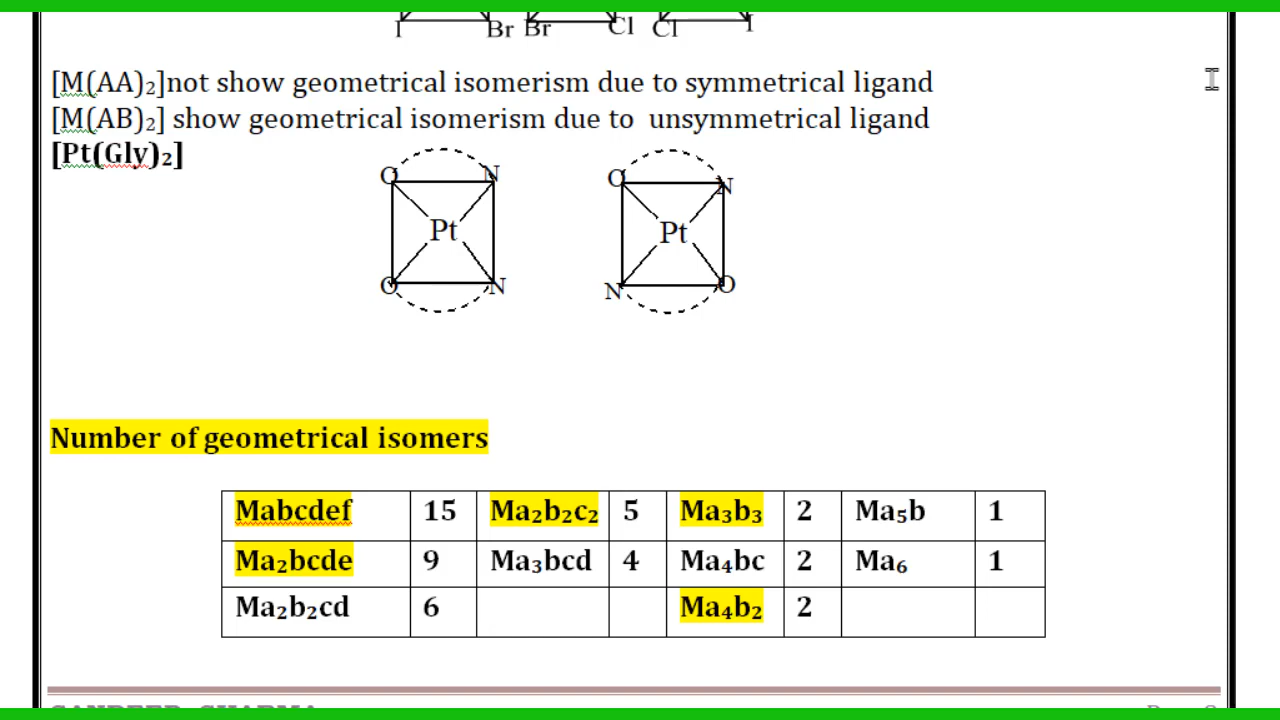 I Br Br Cl Cl I
[M(AA)₂]not show geometrical isomerism due to symmetrical ligand
[M(AB)₂] show geometrical isomerism due to unsymmetrical ligand
[Pt(Gly)₂]
O N O N
Pt Pt
O N N O
Number of geometrical isomers
Mabcdef 15 Ma₂b₂c₂ 5 Ma₃b₃ 2 Ma₅b 1
Ma₂bcde 9 Ma₃bcd 4 Ma₄bc 2 Ma₆ 1
Ma₂b₂cd 6 Ma₄b₂ 2